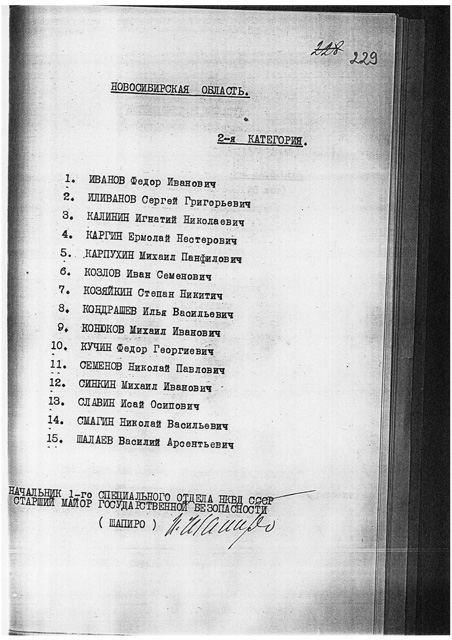 228
229
НОВОСИБИРСКАЯ ОБЛАСТЬ.
2-я КАТЕГОРИЯ.
1. ИВАНОВ Федор Иванович
2. ИЛИВАНОВ Сергей Григорьевич
3. КАЛИНИН Игнатий Николаевич
4. КАРГИН Ермолай Нестерович
5. КАРПУХИН Михаил Панфилович
6. КОЗЛОВ Иван Семенович
7. КОЗЯЙКИН Степан Никитич
8. КОНДРАШЕВ Илья Васильевич
9. КОНЮКОВ Михаил Иванович
10. КУЧИН Федор Георгиевич
11. СЕМЕНОВ Николай Павлович
12. СИНКИН Михаил Иванович
13. СЛАВИН Исай Осипович
14. СМАГИН Николай Васильевич
15. ШАЛАЕВ Василий Арсентьевич
НАЧАЛЬНИК 1-го СПЕЦИАЛЬНОГО ОТДЕЛА НКВД СССР
СТАРШИЙ МАЙОР ГОСУДАРСТВЕННОЙ БЕЗОПАСНОСТИ
( ШАПИРО ) И. Шапиро